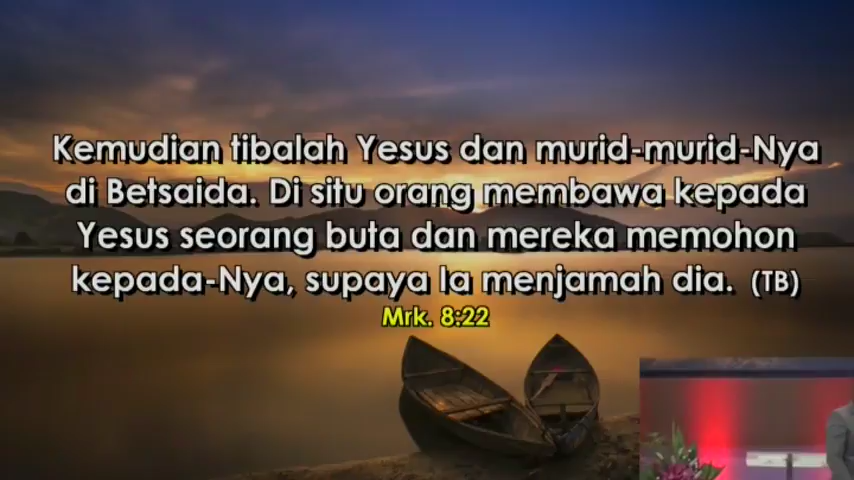 Kemudian tibalah Yesus dan murid-murid-Nya
di Betsaida. Di situ orang membawa kepada
Yesus seorang buta dan mereka memohon
kepada-Nya, supaya Ia menjamah dia. (TB)
Mrk. 8:22